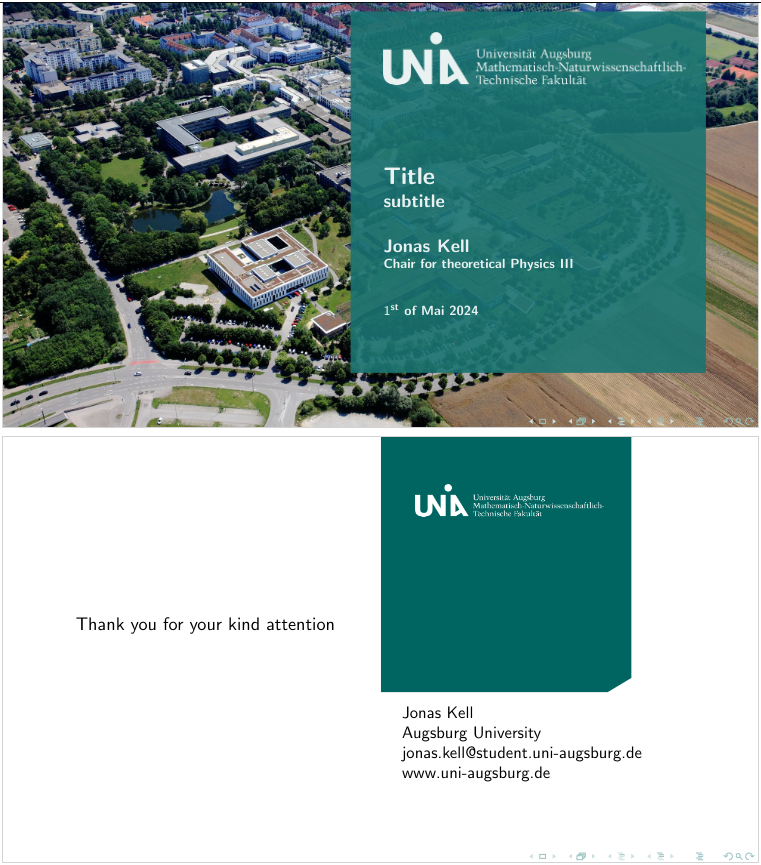 UNIA
Universität Augsburg
Mathematisch-Naturwissenschaftlich-
Technische Fakultät
Title
subtitle
Jonas Kell
Chair for theoretical Physics III
1st of Mai 2024
UNIA
Universität Augsburg
Mathematisch-Naturwissenschaftlich-
Technische Fakultät
Thank you for your kind attention
Jonas Kell
Augsburg University
jonas.kell@student.uni-augsburg.de
www.uni-augsburg.de